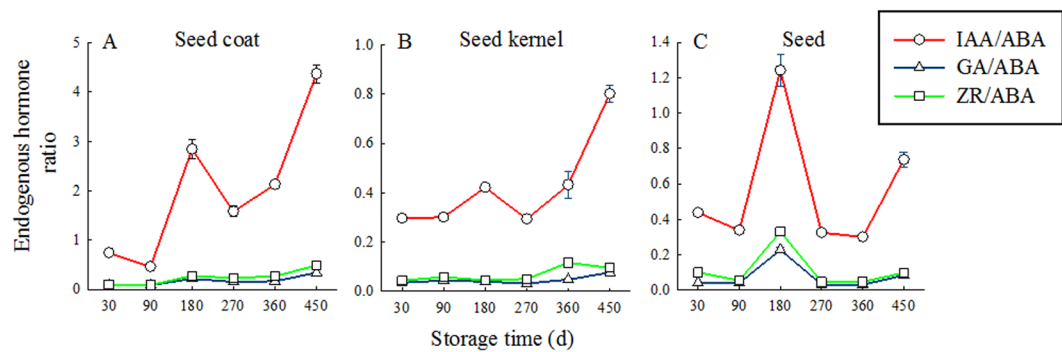 A Seed coat
B Seed kernel
C Seed
IAA/ABA
GA/ABA
ZR/ABA
Endogenous hormone
ratio
5
4
3
2
1
0
1.0
0.8
0.6
0.4
0.2
0.0
1.4
1.2
1.0
0.8
0.6
0.4
0.2
0.0
30 90 180 270 360 450
30 90 180 270 360 450
30 90 180 270 360 450
Storage time (d)